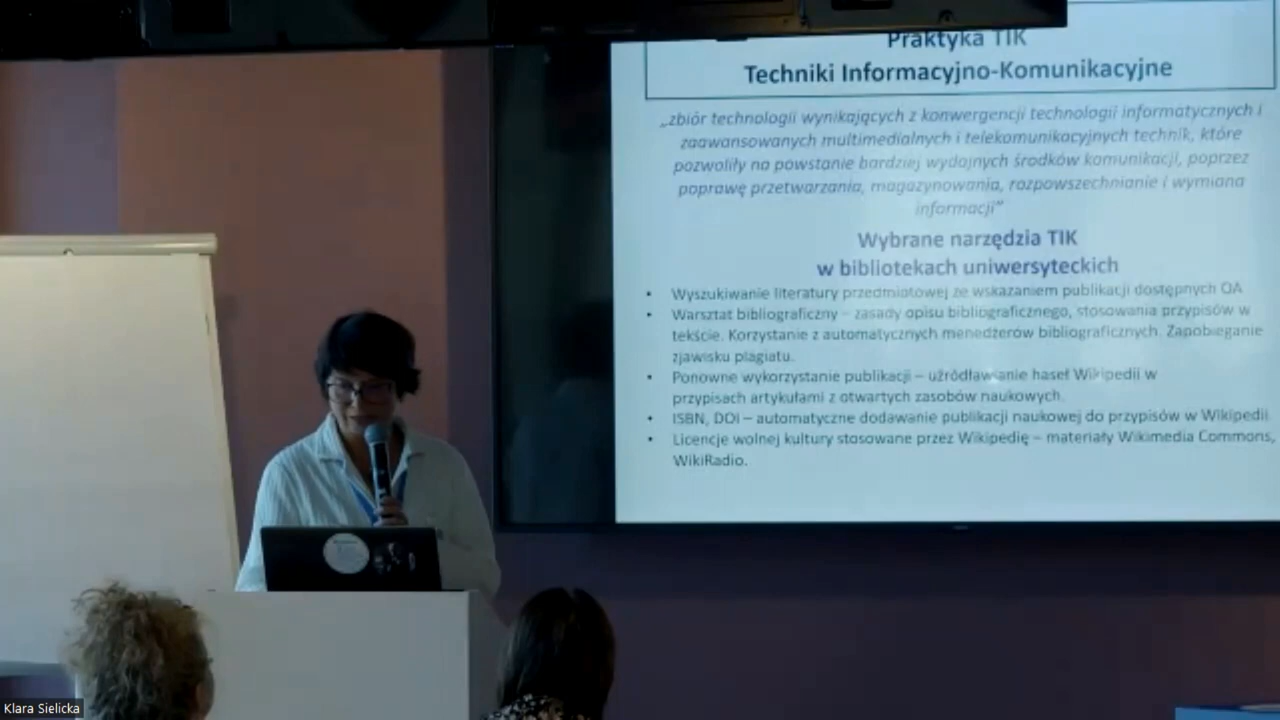 Praktyka TIK
Techniki Informacyjno-Komunikacyjne
„zbiór technologii wynikających z konwergencji technologii informatycznych i
zaawansowanych multimedialnych i telekomunikacyjnych technik, które
pozwoliły na powstanie bardziej wydajnych środków komunikacji, poprzez
poprawę przetwarzania, magazynowania, rozpowszechnianie i wymiana
informacji”
Wybrane narzędzia TIK
w bibliotekach uniwersyteckich
• Wyszukiwanie literatury przedmiotowej ze wskazaniem publikacji dostępnych OA
• Warsztat bibliograficzny – zasady opisu bibliograficznego, stosowania przypisów w
tekście. Korzystanie z automatycznych menedżerów bibliograficznych. Zapobieganie
zjawisku plagiatu.
• Ponowne wykorzystanie publikacji – uźródławianie haseł Wikipedii w
przypisach artykułami z otwartych zasobów naukowych.
• ISBN, DOI – automatyczne dodawanie publikacji naukowej do przypisów w Wikipedii
• Licencje wolnej kultury stosowane przez Wikipedię – materiały Wikimedia Commons,
WikiRadio.
Klara Sielicka